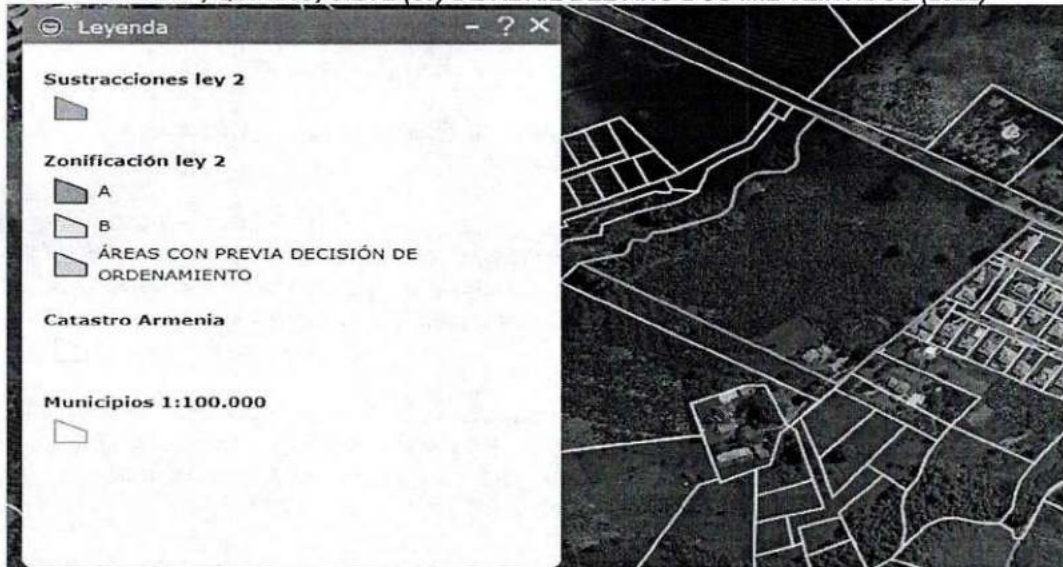 Leyenda - ? ×
Sustracciones ley 2
Zonificación ley 2
A
B
ÁREAS CON PREVIA DECISIÓN DE
ORDENAMIENTO
Catastro Armenia
Municipios 1:100.000